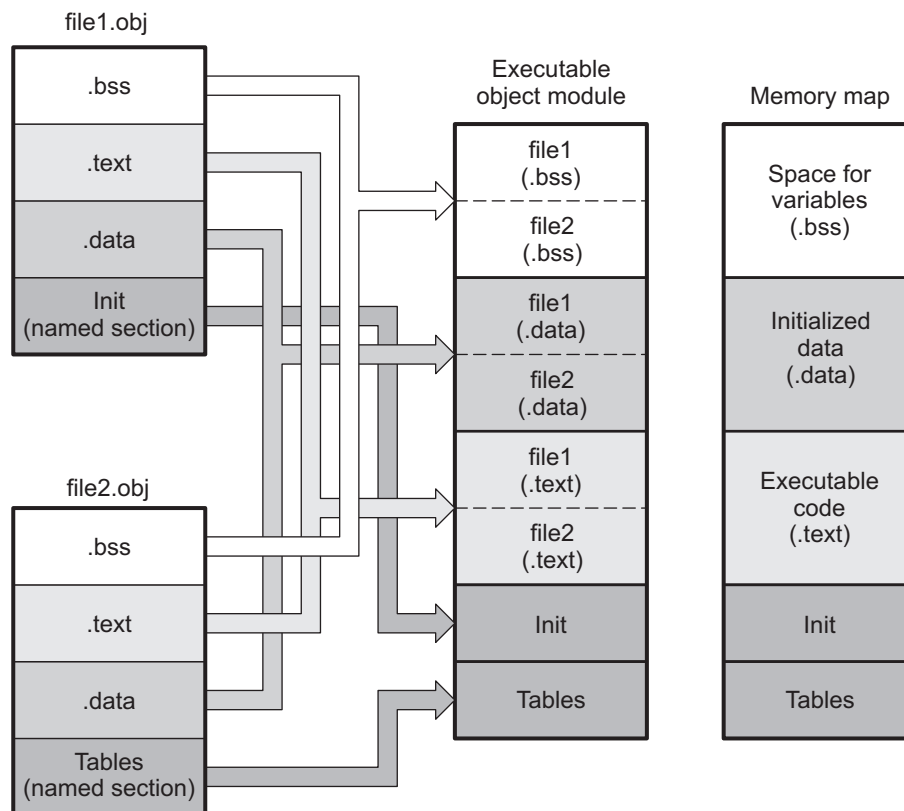 file1.obj
.bss
.text
.data
Init
(named section)
file2.obj
.bss
.text
.data
Tables
(named section)
Executable
object module
file1
(.bss)
file2
(.bss)
file1
(.data)
file2
(.data)
file1
(.text)
file2
(.text)
Init
Tables
Memory map
Space for
variables
(.bss)
Initialized
data
(.data)
Executable
code
(.text)
Init
Tables